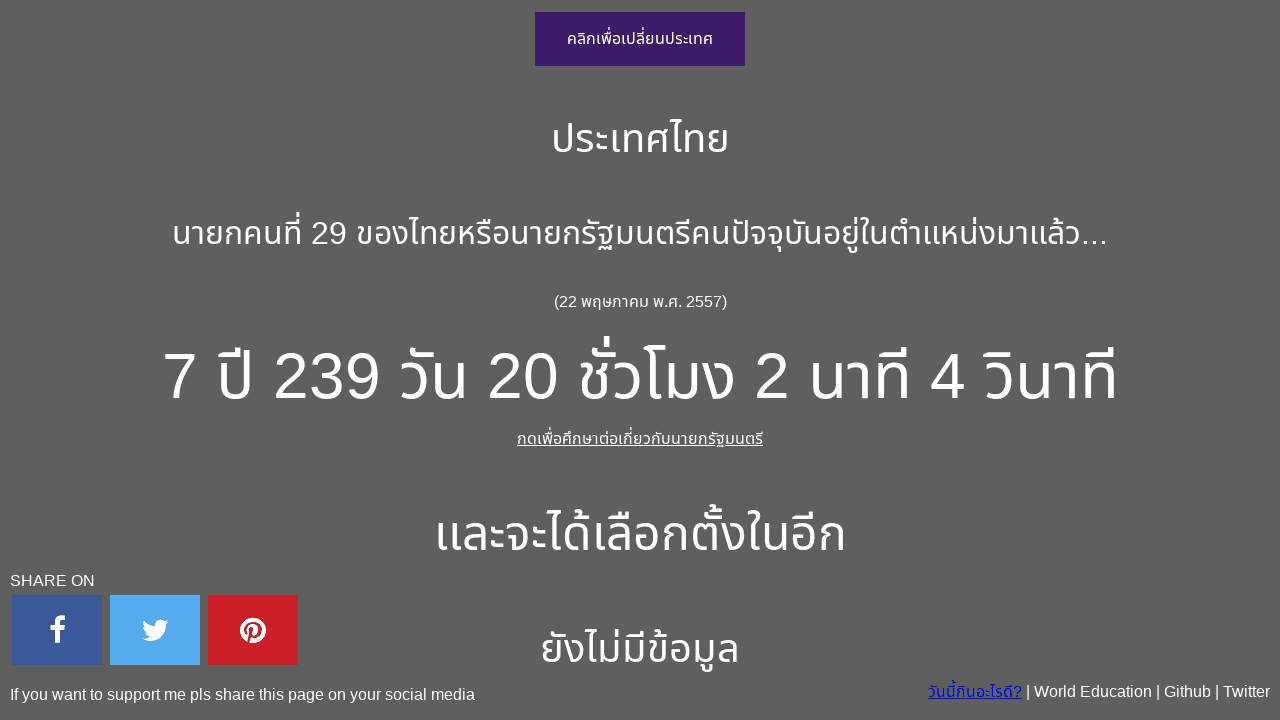 คลิกเพื่อเปลี่ยนประเทศ
ประเทศไทย
นายกคนที่ 29 ของไทยหรือนายกรัฐมนตรีคนปัจจุบันอยู่ในตำแหน่งมาแล้ว...
(22 พฤษภาคม พ.ศ. 2557)
7 ปี 239 วัน 20 ชั่วโมง 2 นาที 4 วินาที
กดเพื่อศึกษาต่อเกี่ยวกับนายกรัฐมนตรี
และจะได้เลือกตั้งในอีก
ยังไม่มีข้อมูล
SHARE ON
If you want to support me pls share this page on your social media
วันนี้กินอะไรดี? | World Education | Github | Twitter